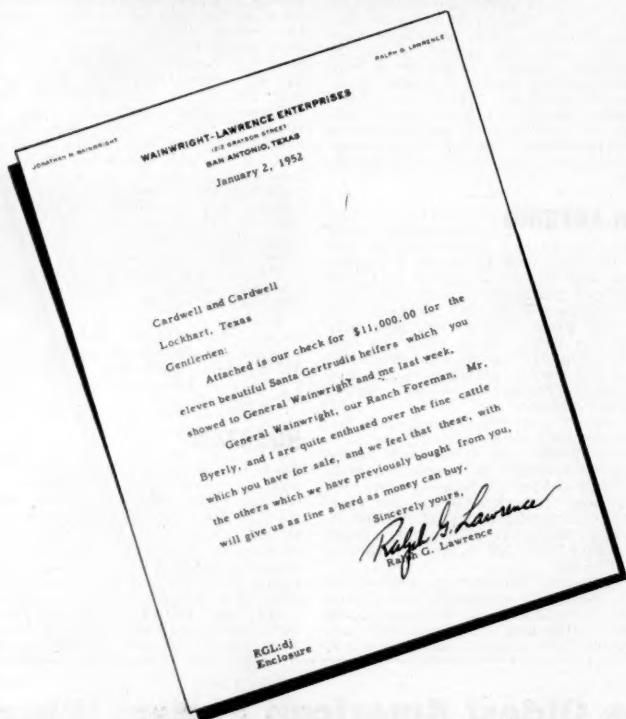 JONATHAN M. WAINWRIGHT
RALPH G. LAWRENCE
WAINWRIGHT-LAWRENCE ENTERPRISES
1212 GRAYSON STREET
SAN ANTONIO, TEXAS
January 2, 1952
Cardwell and Cardwell
Lockhart, Texas
Gentlemen:
Attached is our check for $11,000.00 for the
eleven beautiful Santa Gertrudis heifers which you
showed to General Wainwright and me last week.
General Wainwright, our Ranch Foreman, Mr.
Byerly, and I are quite enthused over the fine cattle
which you have for sale, and we feel that these, with
the others which we have previously bought from you,
will give us as fine a herd as money can buy.
Sincerely yours,
Ralph G. Lawrence
Ralph G. Lawrence
RGL:dj
Enclosure